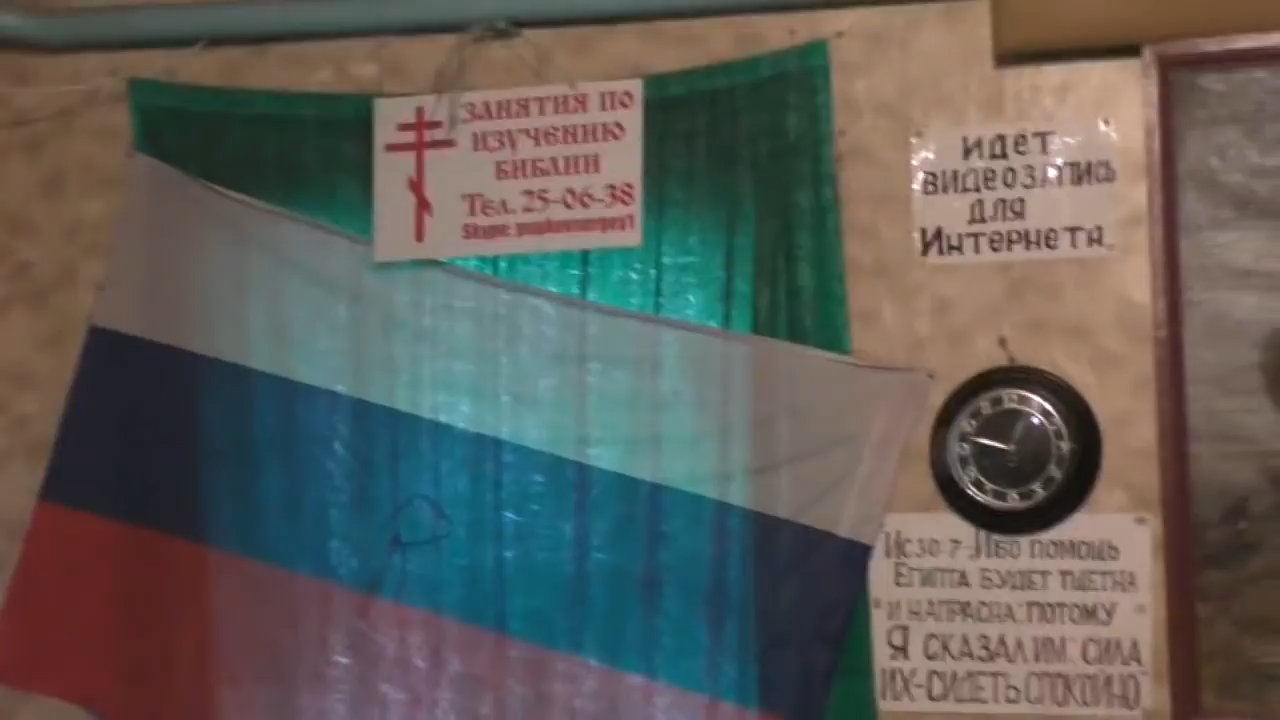 ЗАНЯТИЯ ПО
ИЗУЧЕНИЮ
БИБЛИИ
Тел. 25-06-38
Skype:
ИДЕТ
ВИДЕОЗАПИСЬ
ДЛЯ
ИНТЕРНЕТА.
Ис 30-7: Ибо помощь
Египта будет тщетна
и напрасна: потому
Я сказал им: сила
их-сидеть спокойно